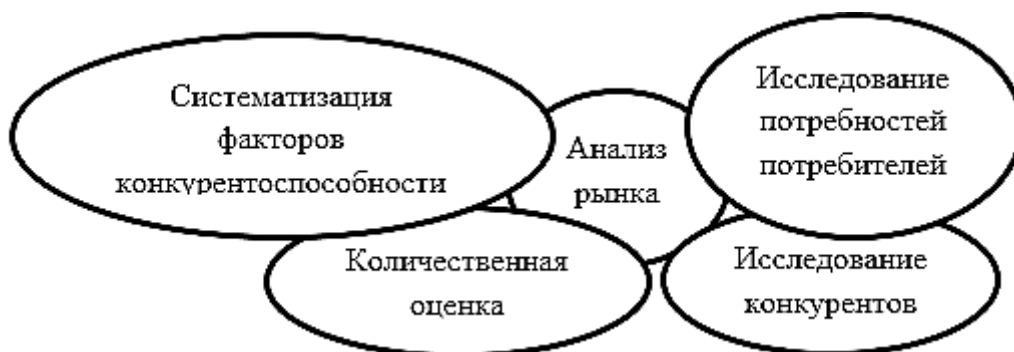 Систематизация
факторов
конкурентоспособности
Анализ
рынка
Исследование
потребностей
потребителей
Количественная
оценка
Исследование
конкурентов